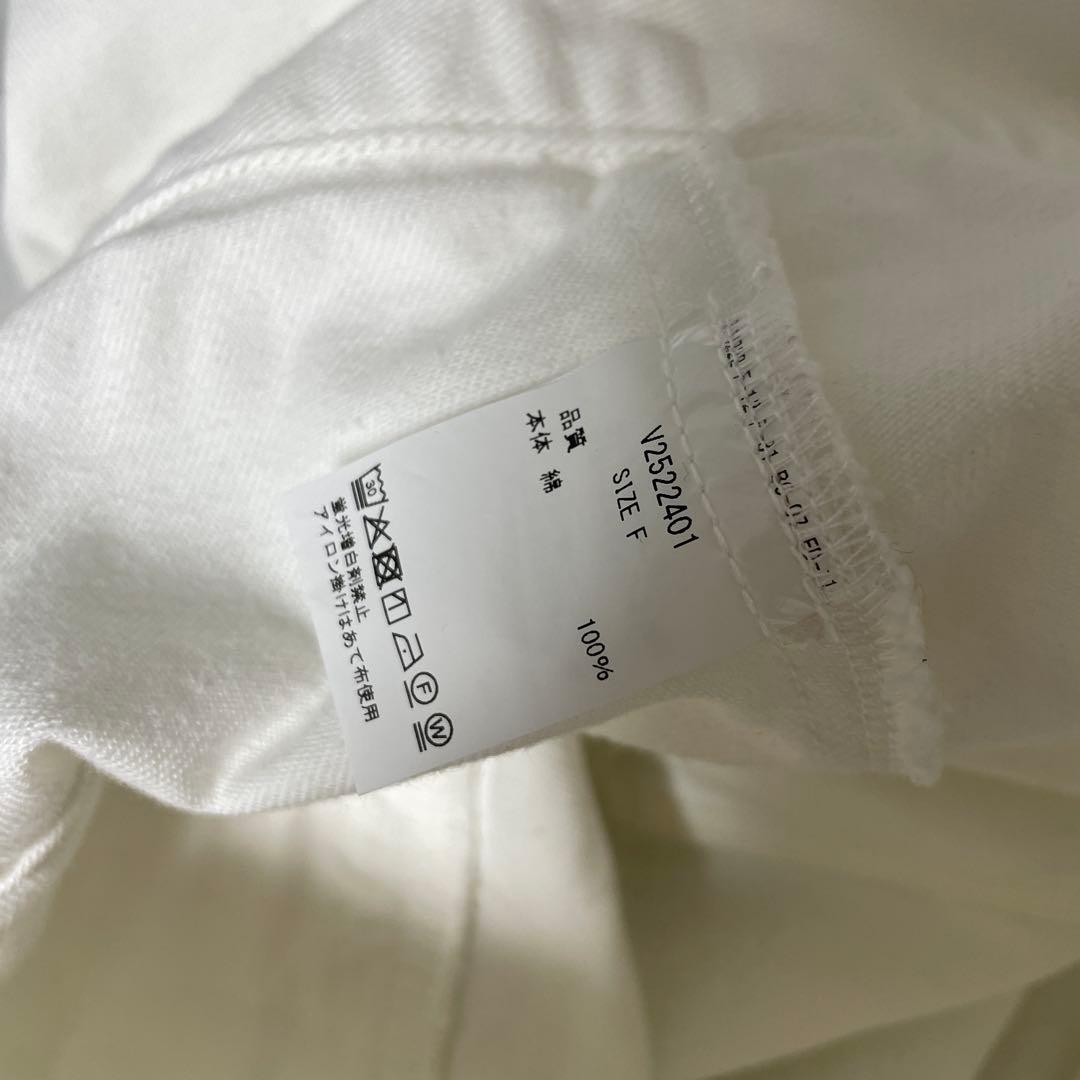 V2522401
SIZE F
品質
本体 綿 100%
30
F
W
蛍光増白剤禁止
アイロン掛けはあて布使用